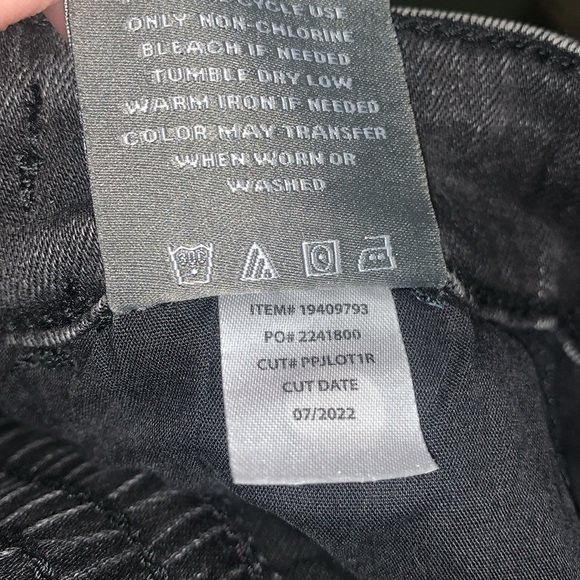 CYCLE USE
ONLY NON-CHLORINE
BLEACH IF NEEDED
TUMBLE DRY LOW
WARM IRON IF NEEDED
COLOR MAY TRANSFER
WHEN WORN OR
WASHED
ITEM# 19409793
PO# 2241800
CUT# PPJLOT1R
CUT DATE
07/2022